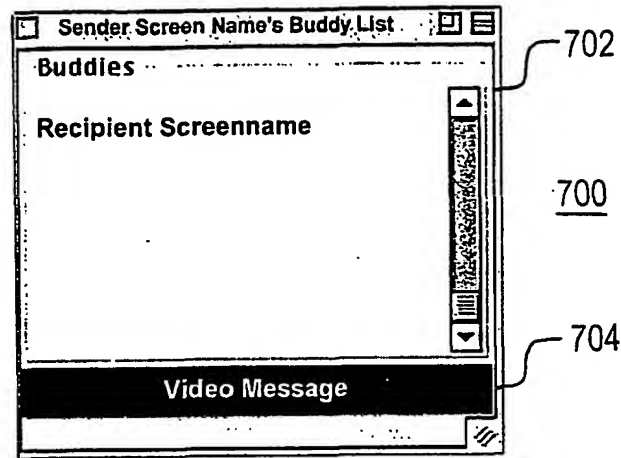 Sender Screen Name's Buddy List
702
Buddies
Recipient Screenname
700
704
Video Message